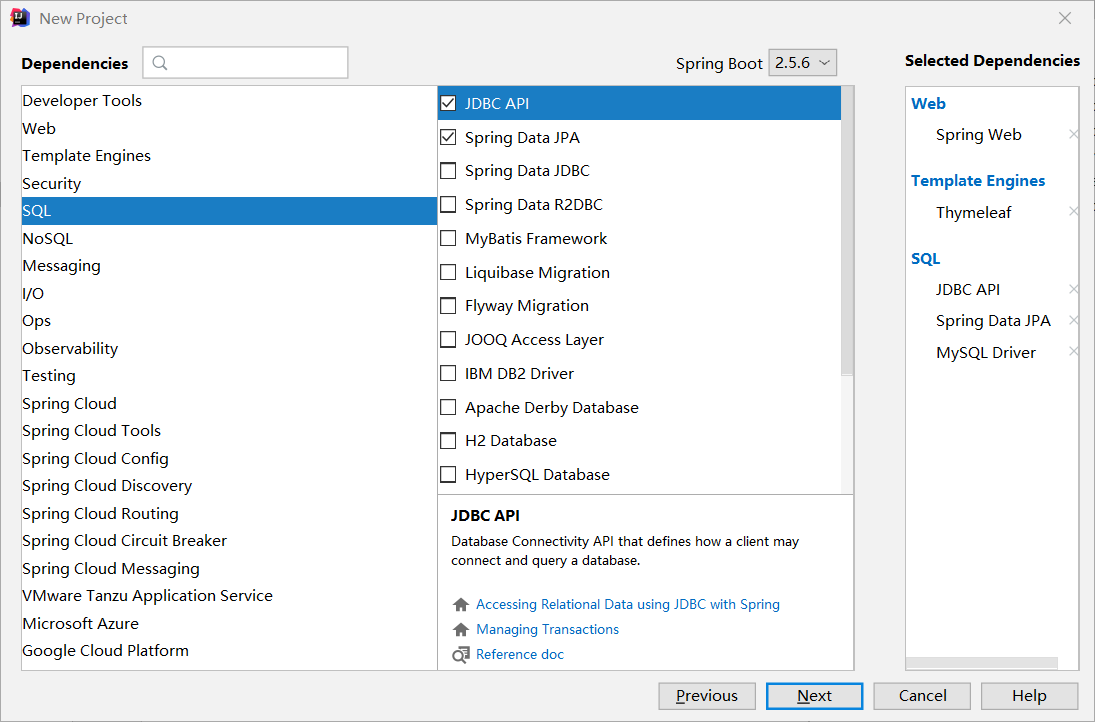 New Project
Dependencies
Spring Boot 2.5.6
Selected Dependencies
Developer Tools
Web
Template Engines
Security
SQL
NoSQL
Messaging
I/O
Ops
Observability
Testing
Spring Cloud
Spring Cloud Tools
Spring Cloud Config
Spring Cloud Discovery
Spring Cloud Routing
Spring Cloud Circuit Breaker
Spring Cloud Messaging
VMware Tanzu Application Service
Microsoft Azure
Google Cloud Platform
JDBC API
Spring Data JPA
Spring Data JDBC
Spring Data R2DBC
MyBatis Framework
Liquibase Migration
Flyway Migration
JOOQ Access Layer
IBM DB2 Driver
Apache Derby Database
H2 Database
HyperSQL Database
JDBC API
Database Connectivity API that defines how a client may
connect and query a database.
Accessing Relational Data using JDBC with Spring
Managing Transactions
Reference doc
Web
Spring Web
Template Engines
Thymeleaf
SQL
JDBC API
Spring Data JPA
MySQL Driver
Previous
Next
Cancel
Help